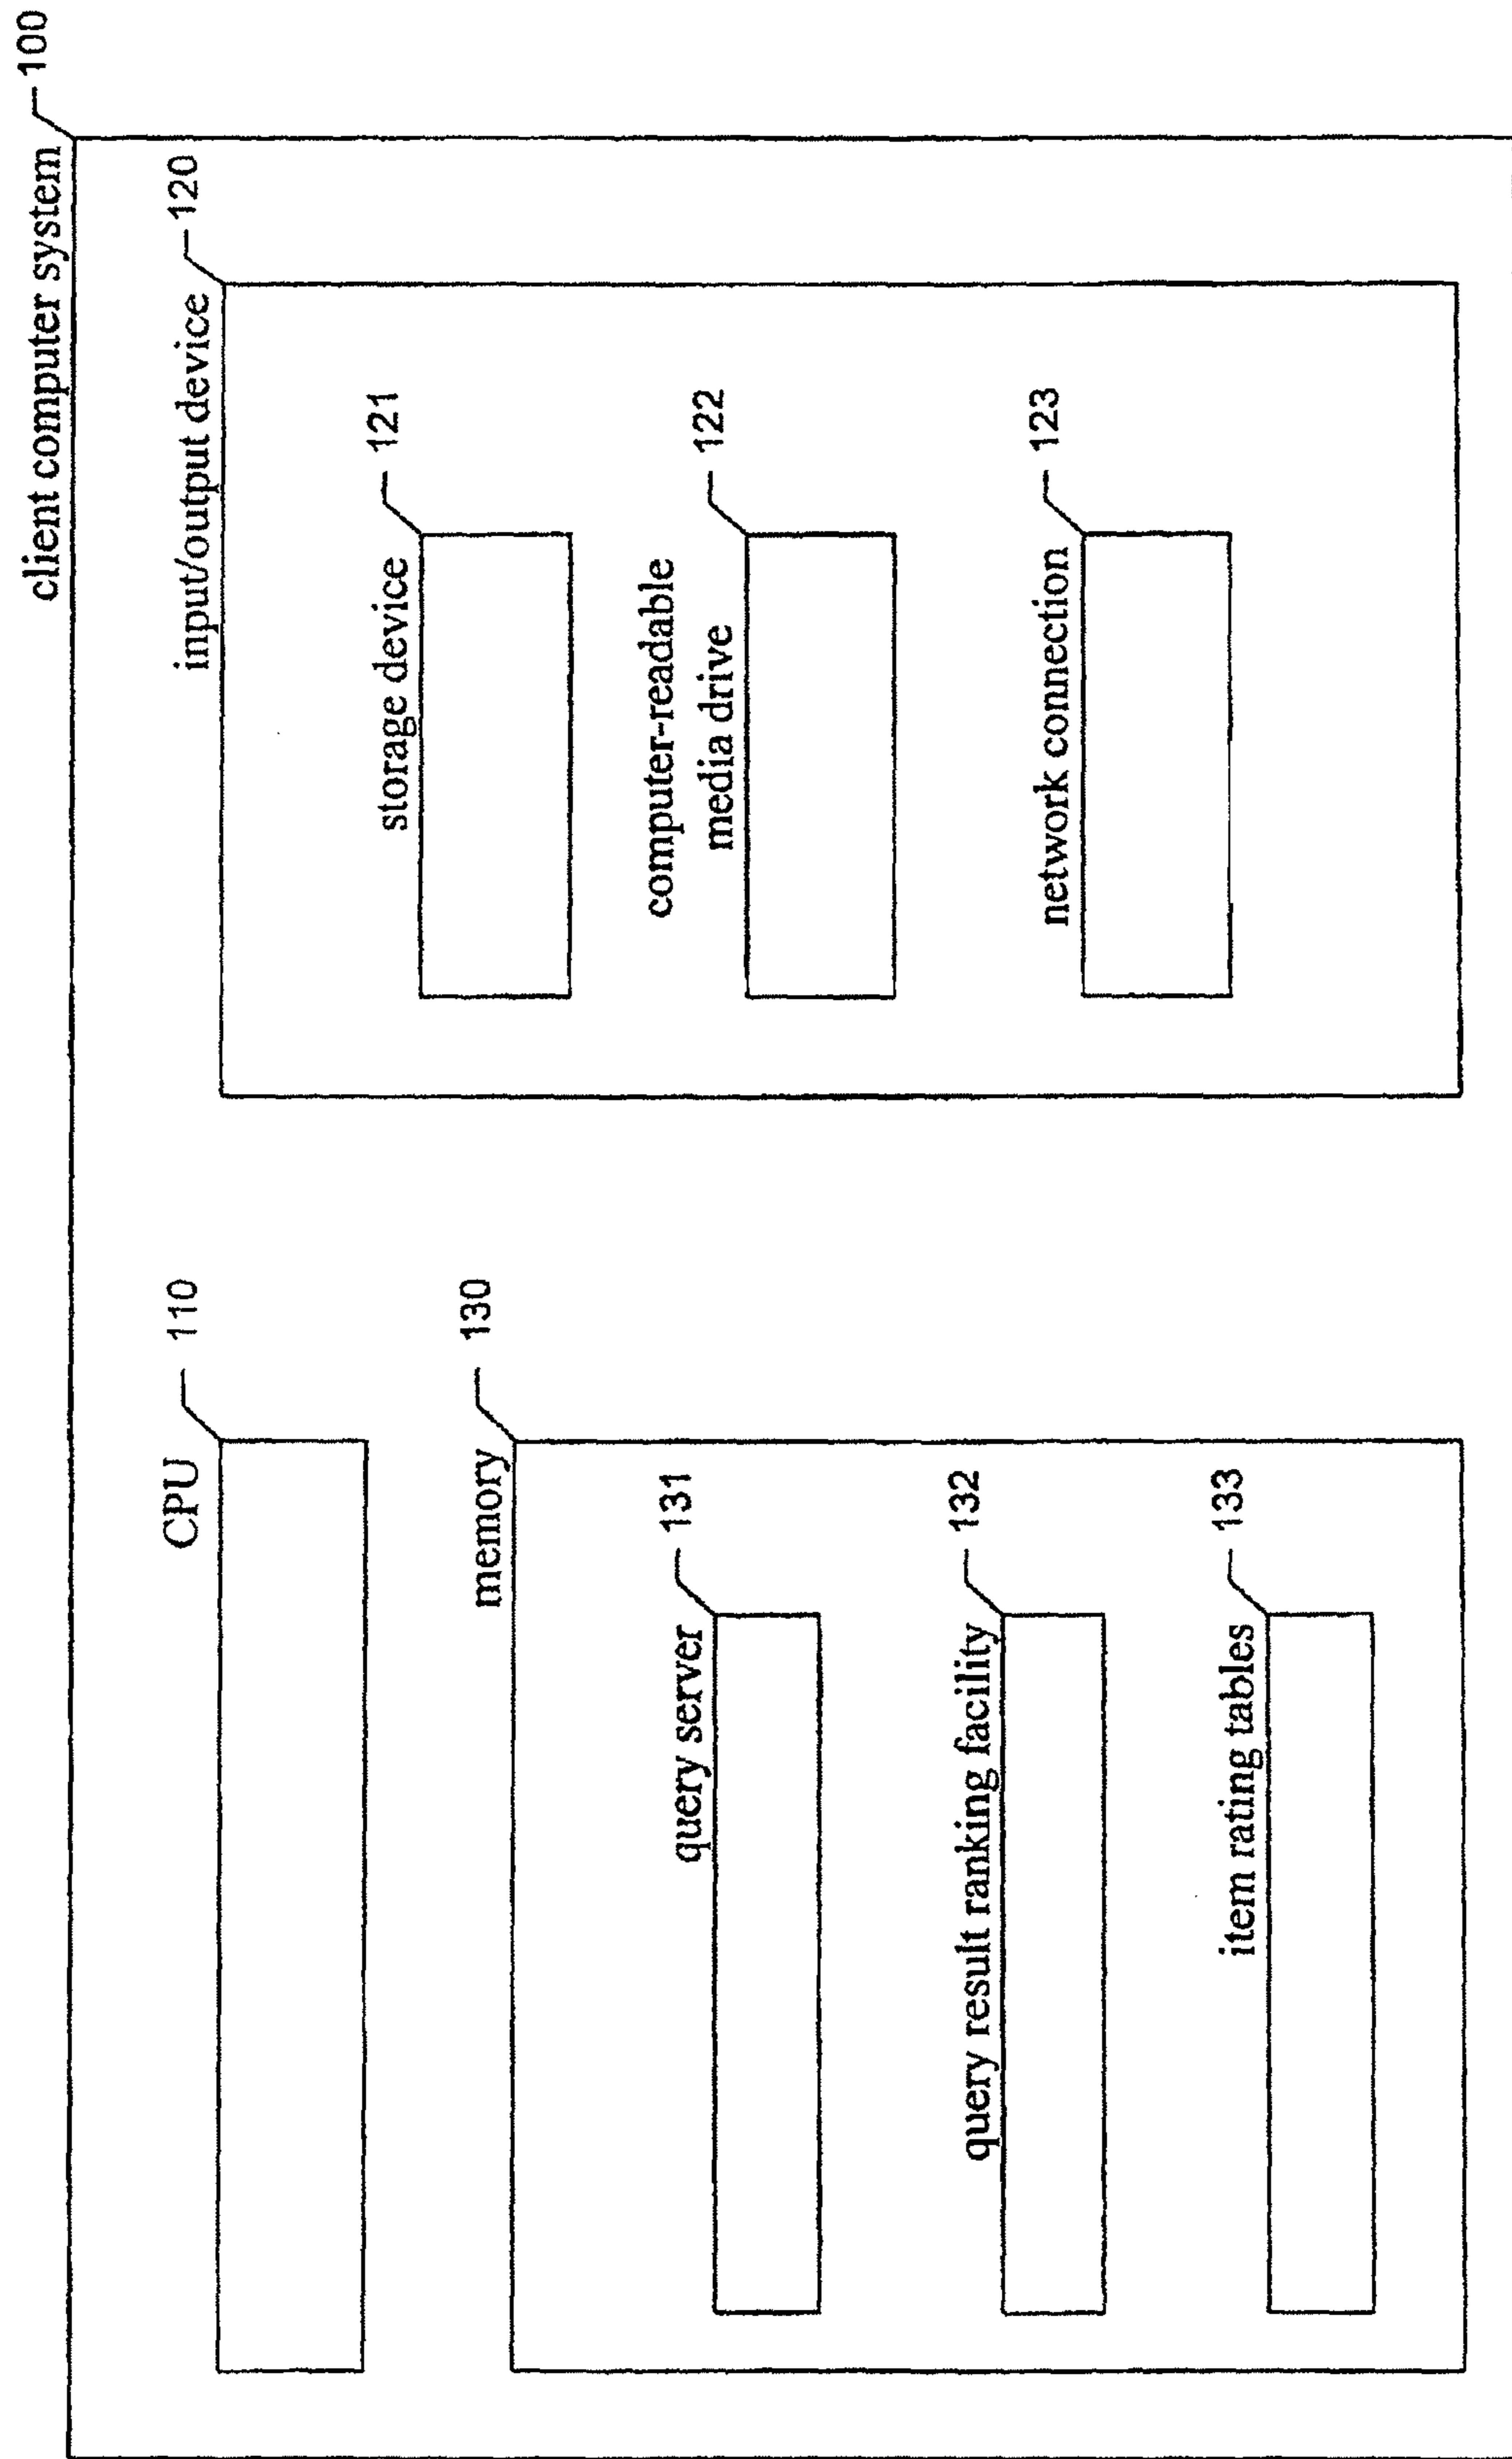 client computer system
100
CPU
110
input/output device
120
memory
130
storage device
121
query server
131
computer-readable
media drive
122
query result ranking facility
132
network connection
123
item rating tables
133